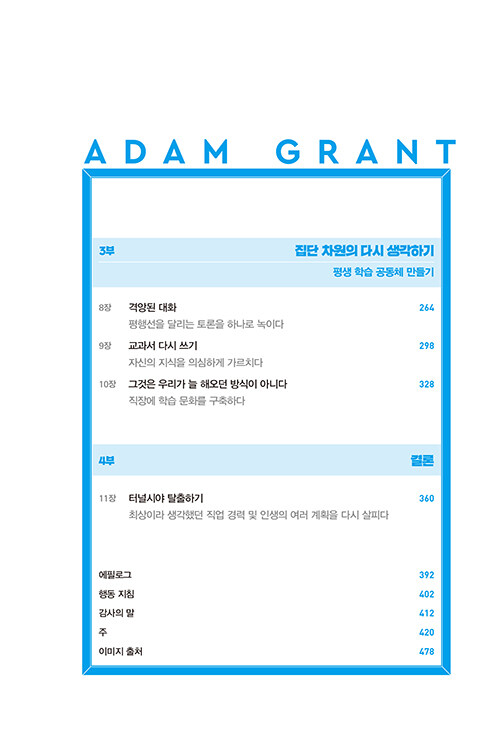 ADAM GRANT
3부 집단 차원의 다시 생각하기
평생 학습 공동체 만들기
8장 격앙된 대화 264
평행선을 달리는 토론을 하나로 녹이다
9장 교과서 다시 쓰기 298
자신의 지식을 의심하게 가르치다
10장 그것은 우리가 늘 해오던 방식이 아니다 328
직장에 학습 문화를 구축하다
4부 결론
11장 터널시야 탈출하기 360
최상이라 생각했던 직업 경력 및 인생의 여러 계획을 다시 살피다
에필로그 392
행동 지침 402
감사의 말 412
주 420
이미지 출처 478